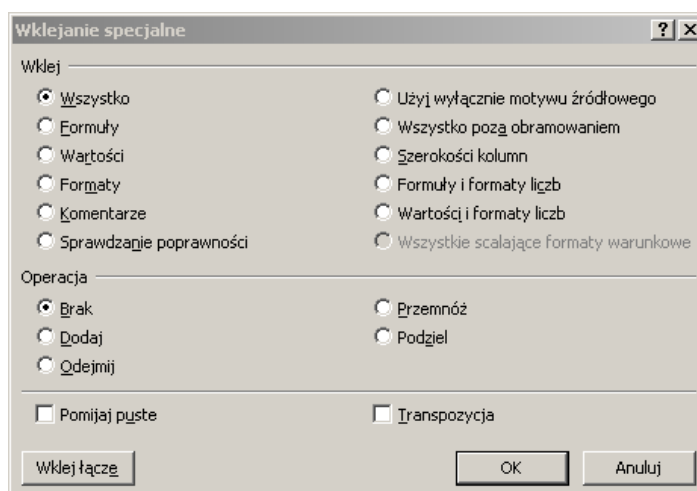 Wklejanie specjalne
Wklej
Wszystko
Użyj wyłącznie motywu źródłowego
Formuły
Wszystko poza obramowaniem
Wartości
Szerokości kolumn
Formaty
Formuły i formaty liczb
Komentarze
Wartości i formaty liczb
Sprawdzanie poprawności
Wszystkie scalające formaty warunkowe
Operacja
Brak
Przemnóż
Dodaj
Podziel
Odejmij
Pomijaj puste
Transpozycja
Wklej łącze
OK
Anuluj